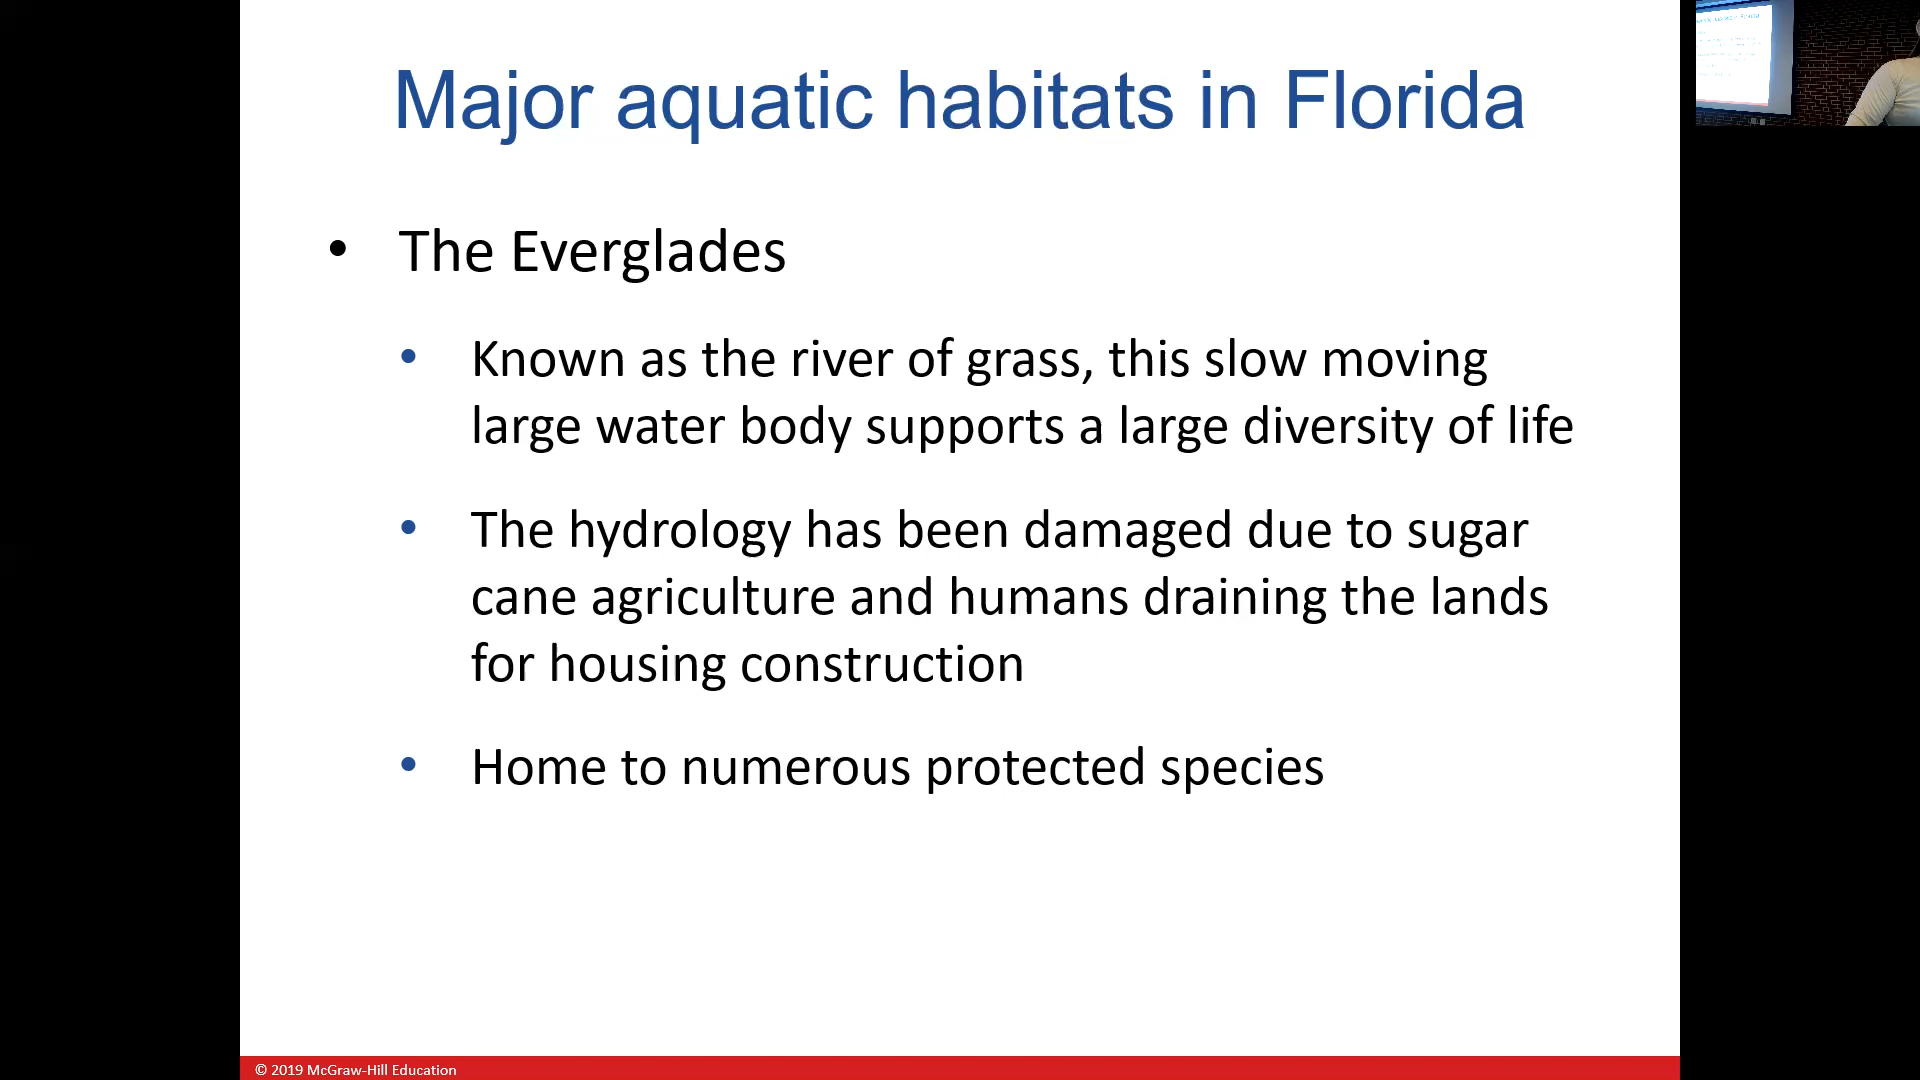 Major aquatic habitats in Florida
• The Everglades
• Known as the river of grass, this slow moving
large water body supports a large diversity of life
• The hydrology has been damaged due to sugar
cane agriculture and humans draining the lands
for housing construction
• Home to numerous protected species
© 2019 McGraw-Hill Education